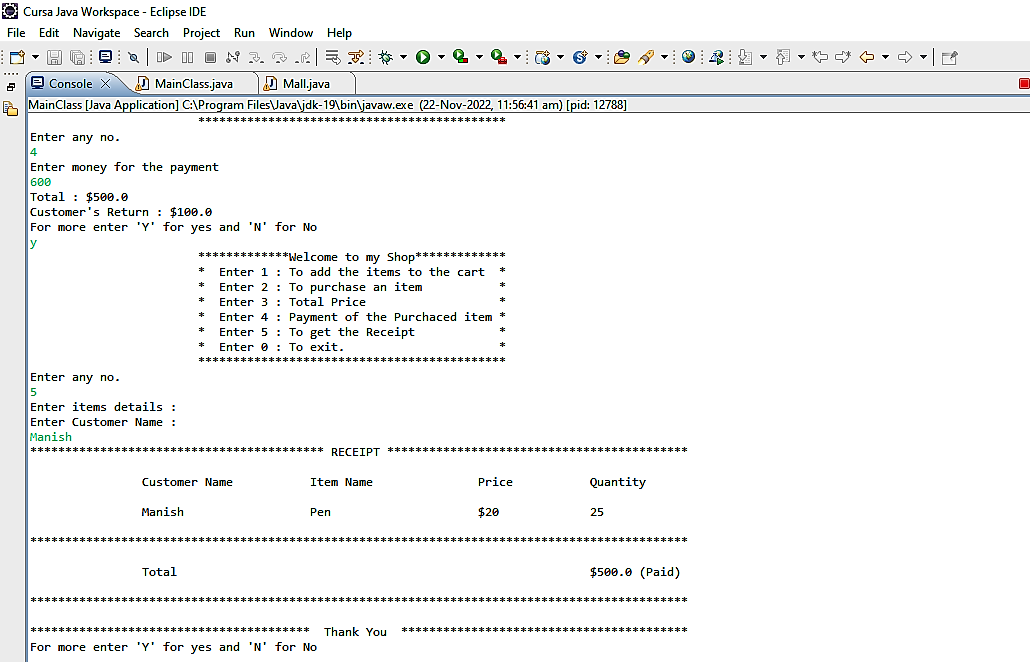 Cursa Java Workspace - Eclipse IDE
File Edit Navigate Search Project Run Window Help
Console MainClass.java Mall.java
MainClass [Java Application] C:\Program Files\Java\jdk-19\bin\javaw.exe (22-Nov-2022, 11:56:41 am) [pid: 12788]
********************************************
Enter any no.
4
Enter money for the payment
600
Total : $500.0
Customer's Return : $100.0
For more enter 'Y' for yes and 'N' for No
y
*************Welcome to my Shop*************
* Enter 1 : To add the items to the cart *
* Enter 2 : To purchase an item *
* Enter 3 : Total Price *
* Enter 4 : Payment of the Purchaced item *
* Enter 5 : To get the Receipt *
* Enter 0 : To exit. *
********************************************
Enter any no.
5
Enter items details :
Enter Customer Name :
Manish
****************************************** RECEIPT *******************************************
Customer Name Item Name Price Quantity
Manish Pen $20 25
**********************************************************************************************
Total $500.0 (Paid)
**********************************************************************************************
**************************************** Thank You *****************************************
For more enter 'Y' for yes and 'N' for No